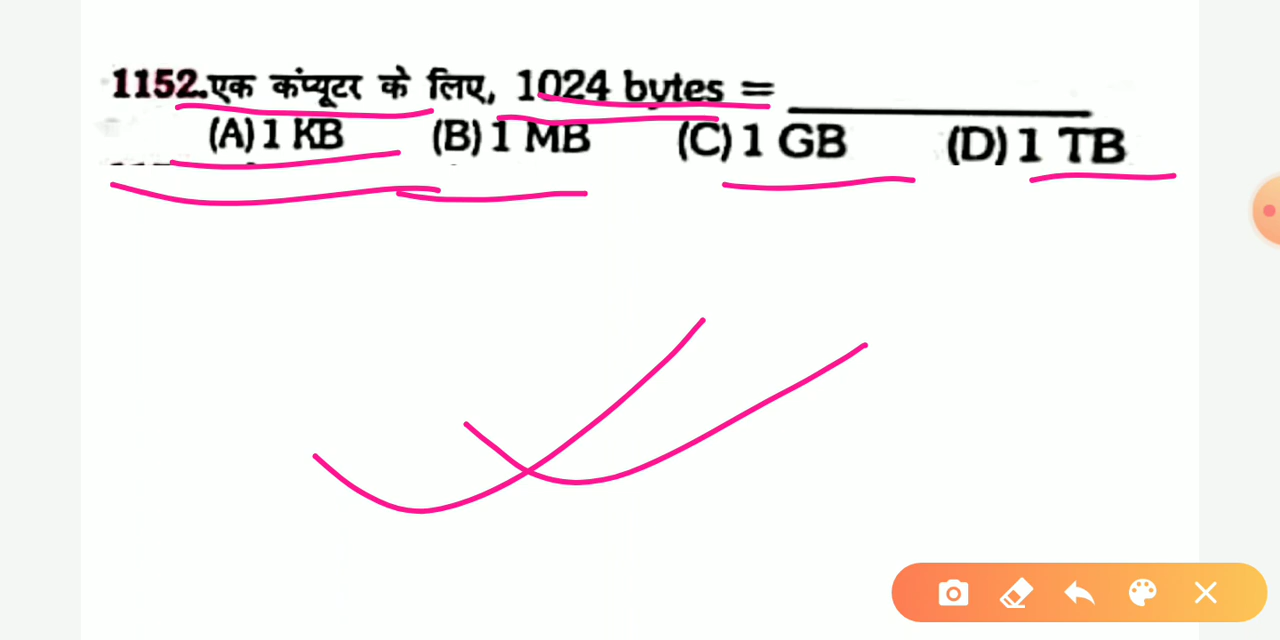 1152.एक कंप्यूटर के लिए, 1024 bytes = ________
(A) 1 KB (B) 1 MB (C) 1 GB (D) 1 TB